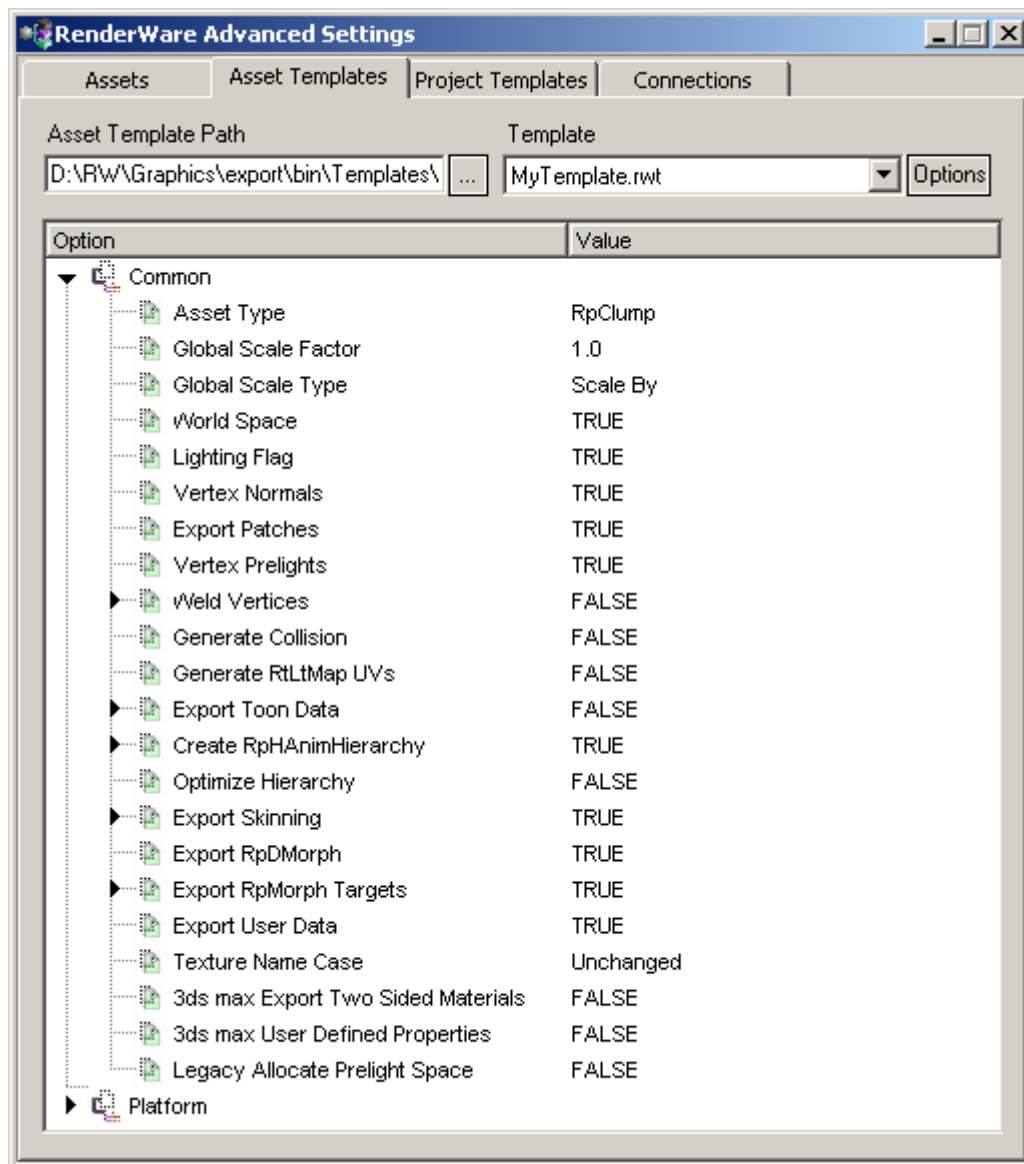 RenderWare Advanced Settings
Assets Asset Templates Project Templates Connections
Asset Template Path Template
D:\RW\Graphics\export\bin\Templates\ ... MyTemplate.rwt Options
Option Value
Common
Asset Type RpClump
Global Scale Factor 1.0
Global Scale Type Scale By
World Space TRUE
Lighting Flag TRUE
Vertex Normals TRUE
Export Patches TRUE
Vertex Prelights TRUE
Weld Vertices FALSE
Generate Collision FALSE
Generate RtLtMap UVs FALSE
Export Toon Data FALSE
Create RpHAnimHierarchy TRUE
Optimize Hierarchy FALSE
Export Skinning TRUE
Export RpDMorph TRUE
Export RpMorph Targets TRUE
Export User Data TRUE
Texture Name Case Unchanged
3ds max Export Two Sided Materials FALSE
3ds max User Defined Properties FALSE
Legacy Allocate Prelight Space FALSE
Platform